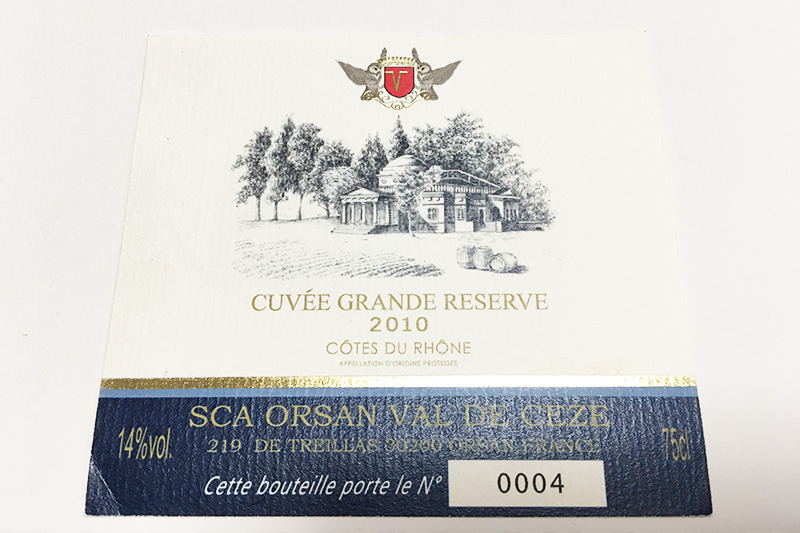 V
CUVÉE GRANDE RESERVE
2010
CÔTES DU RHÔNE
APPELLATION D'ORIGINE PROTEGÉE
SCA ORSAN VAL DE CEZE
219 DE TREILLAS 30200 ORSAN FRANCE
14%vol.
75cl
Cette bouteille porte le N° 0004